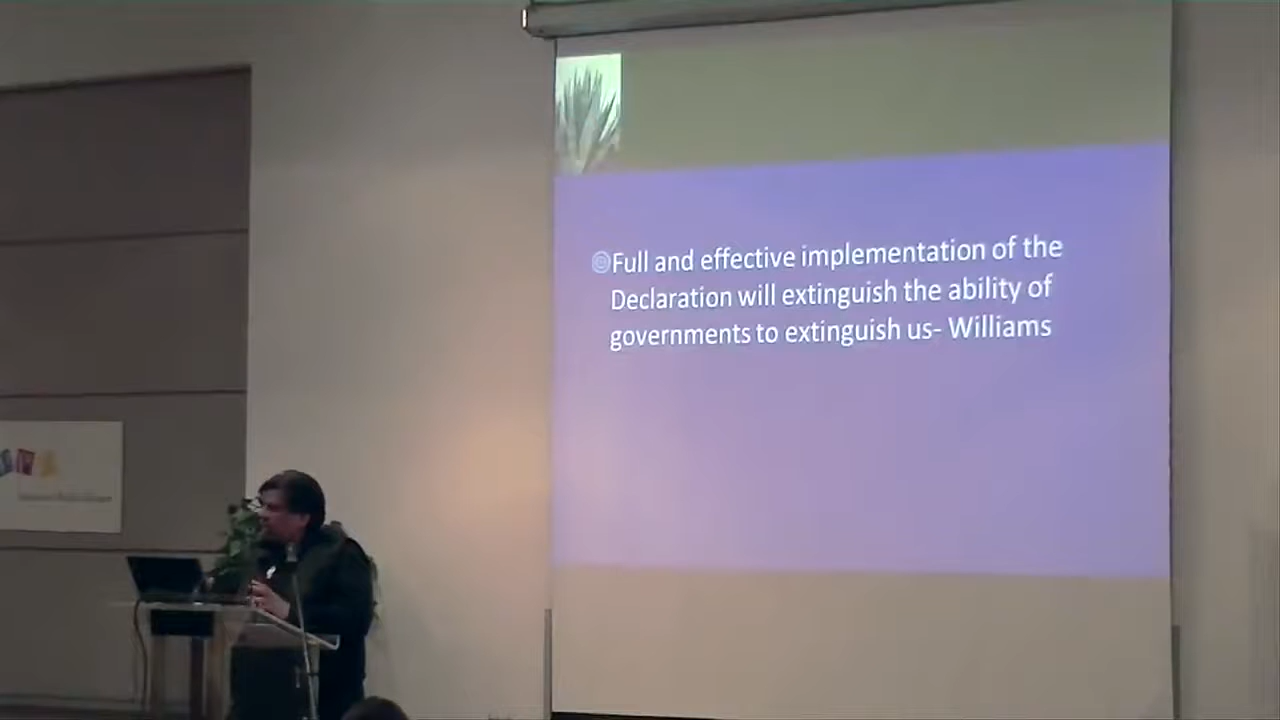 Full and effective implementation of the
Declaration will extinguish the ability of
governments to extinguish us- Williams